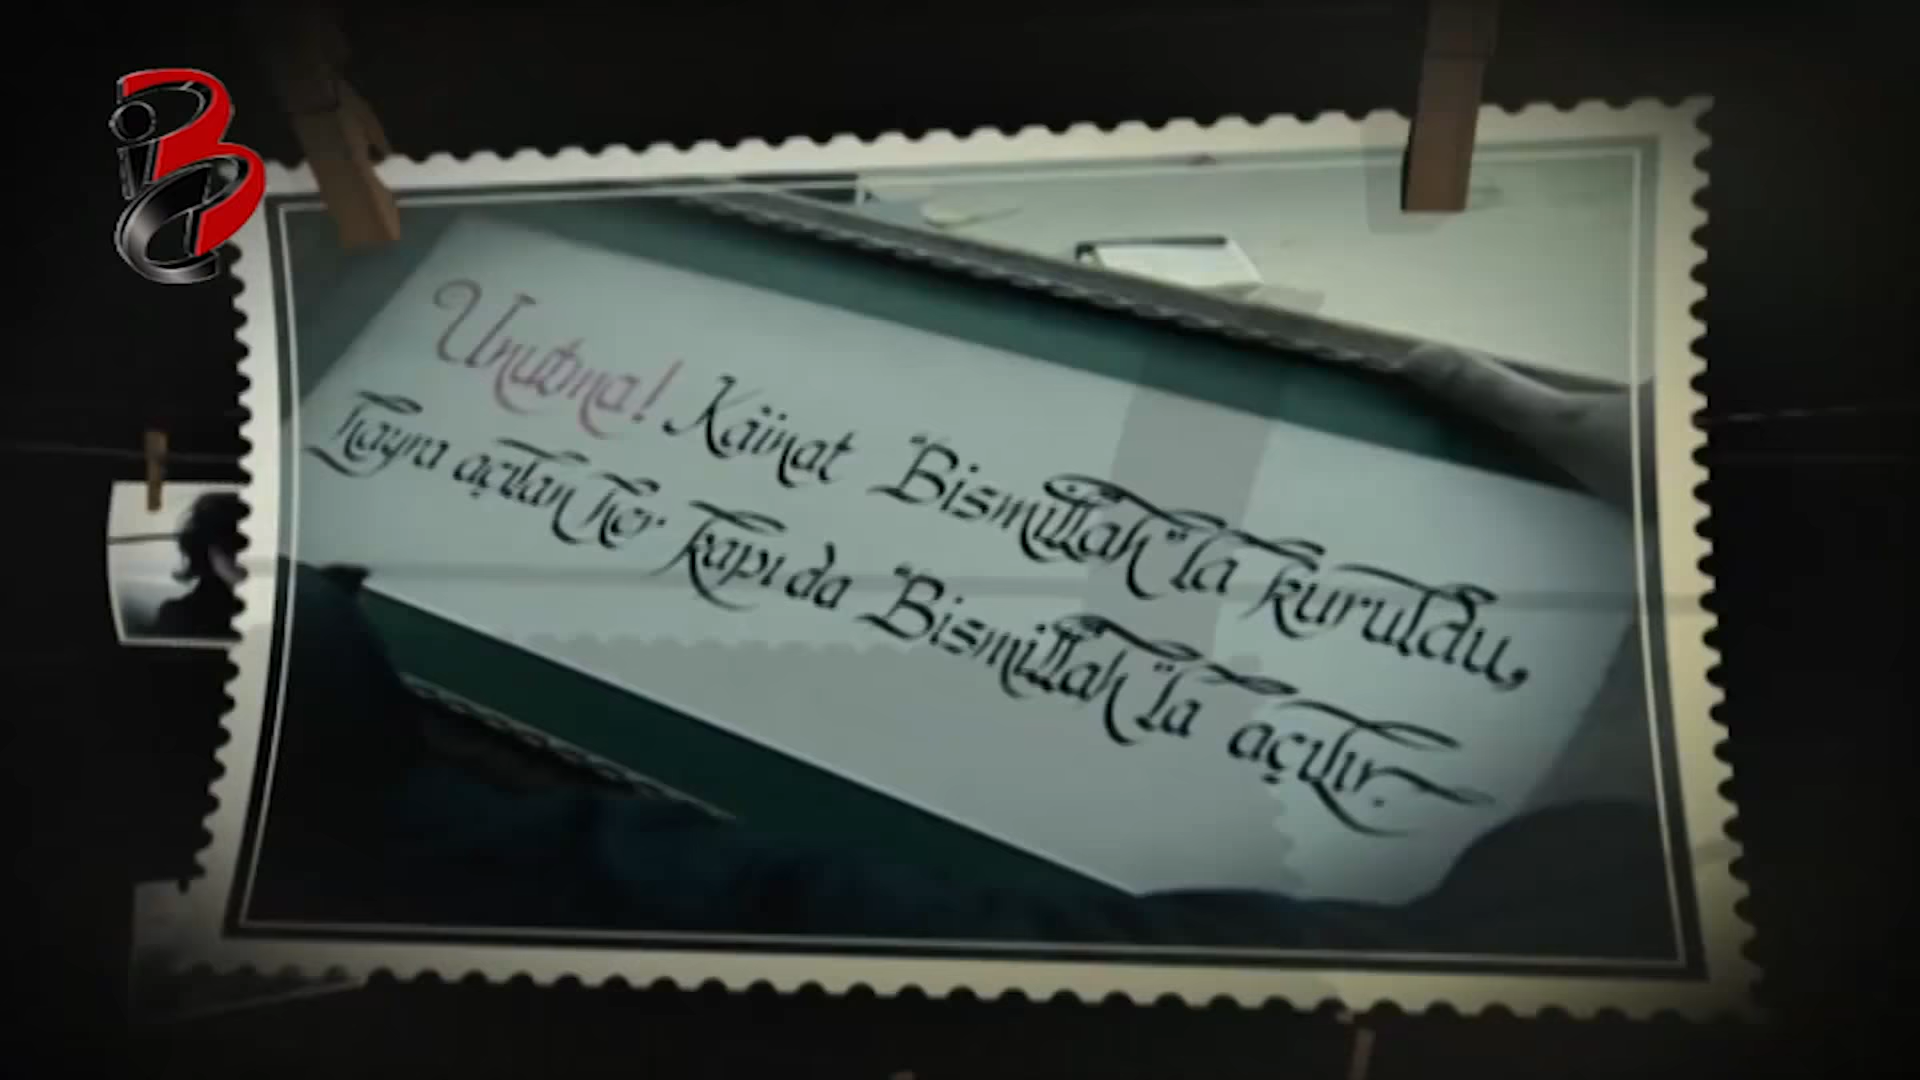 Unutma! Kâinat "Bismillah"la kuruldu,
hayra açılan her kapı da "Bismillah"la açılır.